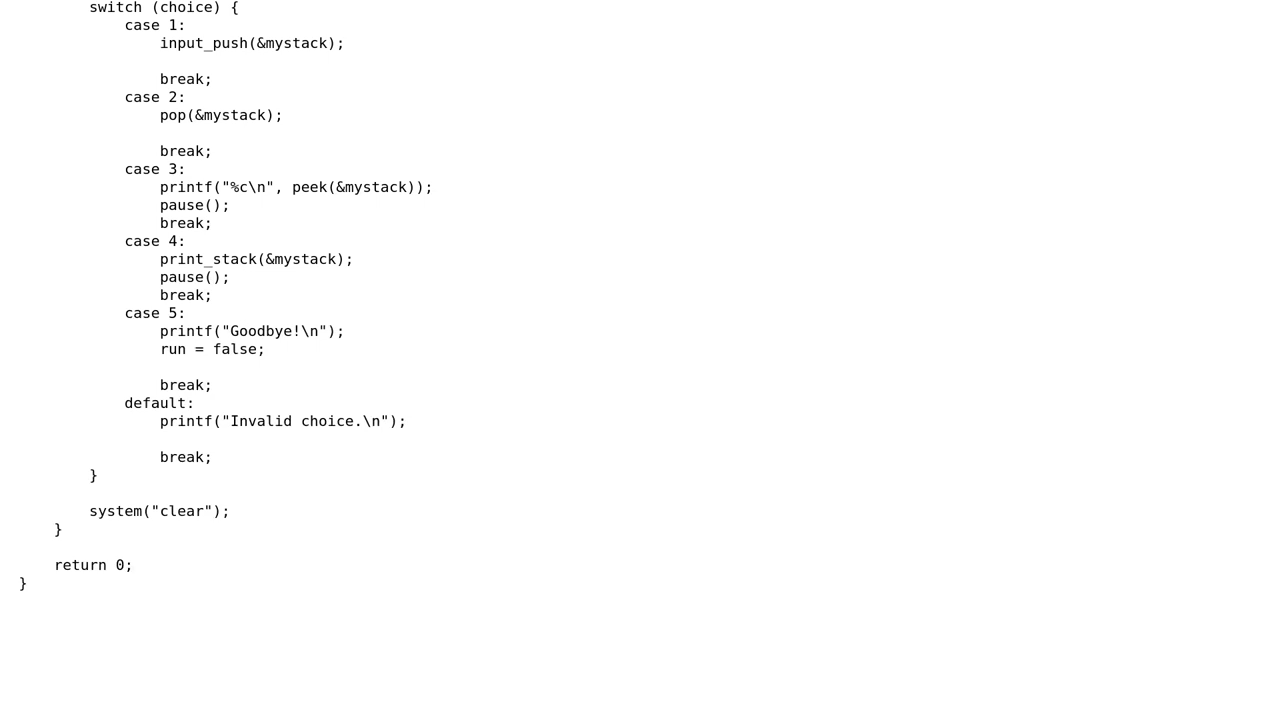 switch (choice) {
case 1:
input_push(&mystack);
break;
case 2:
pop(&mystack);
break;
case 3:
printf("%c\n", peek(&mystack));
pause();
break;
case 4:
print_stack(&mystack);
pause();
break;
case 5:
printf("Goodbye!\n");
run = false;
break;
default:
printf("Invalid choice.\n");
break;
}
system("clear");
}
return 0;
}